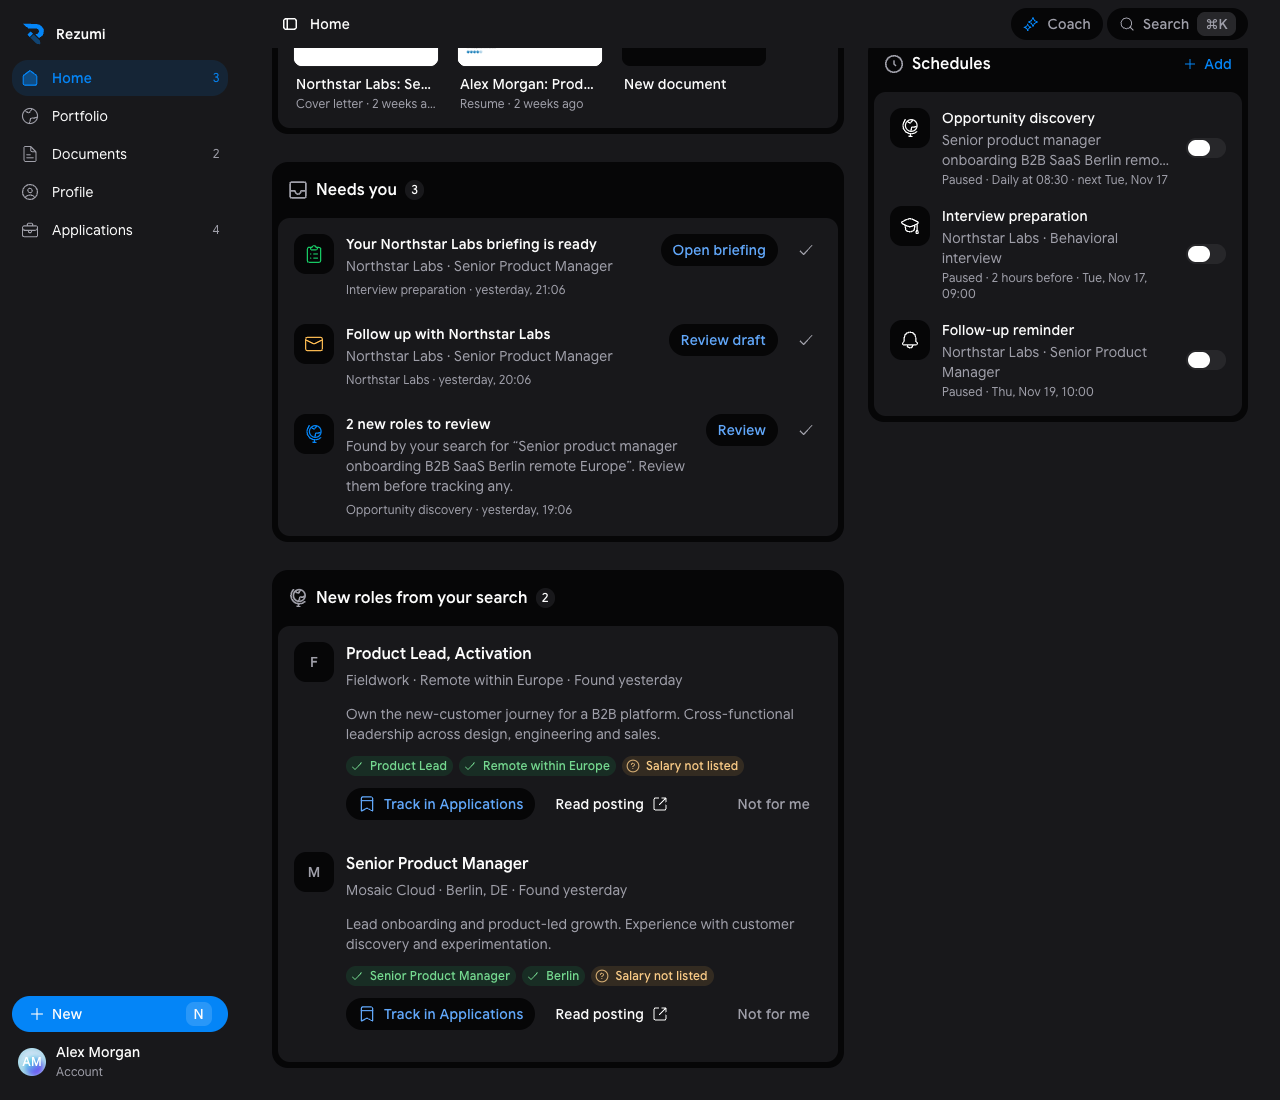 Rezumi
Home 3
Portfolio
Documents 2
Profile
Applications 4
New N
AM
Alex Morgan
Account
Home
Coach
Search ⌘K
Northstar Labs: Se...
Cover letter · 2 weeks a...
Alex Morgan: Prod...
Resume · 2 weeks ago
New document
Needs you 3
Your Northstar Labs briefing is ready
Northstar Labs · Senior Product Manager
Interview preparation · yesterday, 21:06
Open briefing
Follow up with Northstar Labs
Northstar Labs · Senior Product Manager
Northstar Labs · yesterday, 20:06
Review draft
2 new roles to review
Found by your search for “Senior product manager
onboarding B2B SaaS Berlin remote Europe”. Review
them before tracking any.
Opportunity discovery · yesterday, 19:06
Review
New roles from your search 2
F
Product Lead, Activation
Fieldwork · Remote within Europe · Found yesterday
Own the new-customer journey for a B2B platform. Cross-functional
leadership across design, engineering and sales.
Product Lead Remote within Europe Salary not listed
Track in Applications Read posting Not for me
M
Senior Product Manager
Mosaic Cloud · Berlin, DE · Found yesterday
Lead onboarding and product-led growth. Experience with customer
discovery and experimentation.
Senior Product Manager Berlin Salary not listed
Track in Applications Read posting Not for me
Schedules
Add
Opportunity discovery
Senior product manager
onboarding B2B SaaS Berlin remo...
Paused · Daily at 08:30 · next Tue, Nov 17
Interview preparation
Northstar Labs · Behavioral
interview
Paused · 2 hours before · Tue, Nov 17,
09:00
Follow-up reminder
Northstar Labs · Senior Product
Manager
Paused · Thu, Nov 19, 10:00